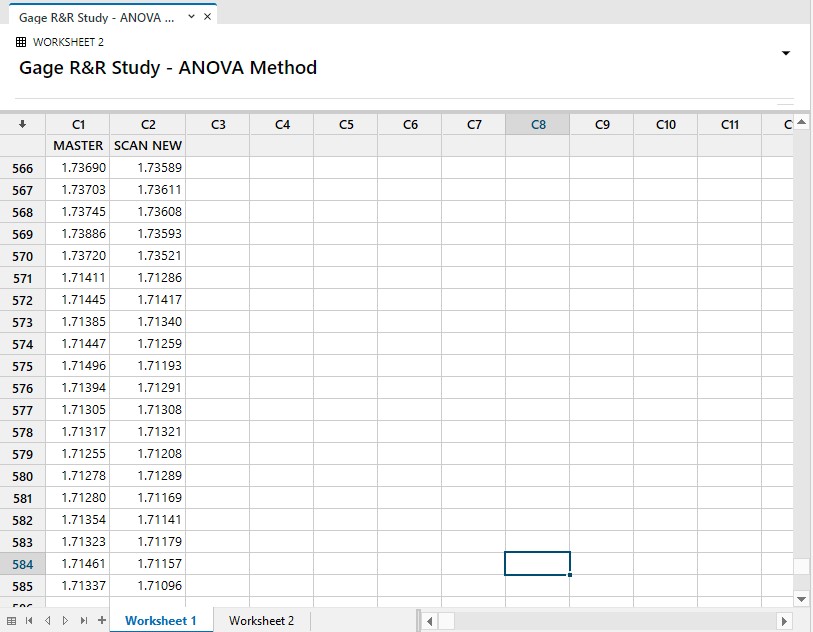 Gage R&R Study - ANOVA ...
WORKSHEET 2
Gage R&R Study - ANOVA Method
C1 C2 C3 C4 C5 C6 C7 C8 C9 C10 C11 C
MASTER SCAN NEW
566 1.73690 1.73589
567 1.73703 1.73611
568 1.73745 1.73608
569 1.73886 1.73593
570 1.73720 1.73521
571 1.71411 1.71286
572 1.71445 1.71417
573 1.71385 1.71340
574 1.71447 1.71259
575 1.71496 1.71193
576 1.71394 1.71291
577 1.71305 1.71308
578 1.71317 1.71321
579 1.71255 1.71208
580 1.71278 1.71289
581 1.71280 1.71169
582 1.71354 1.71141
583 1.71323 1.71179
584 1.71461 1.71157
585 1.71337 1.71096
Worksheet 1 Worksheet 2